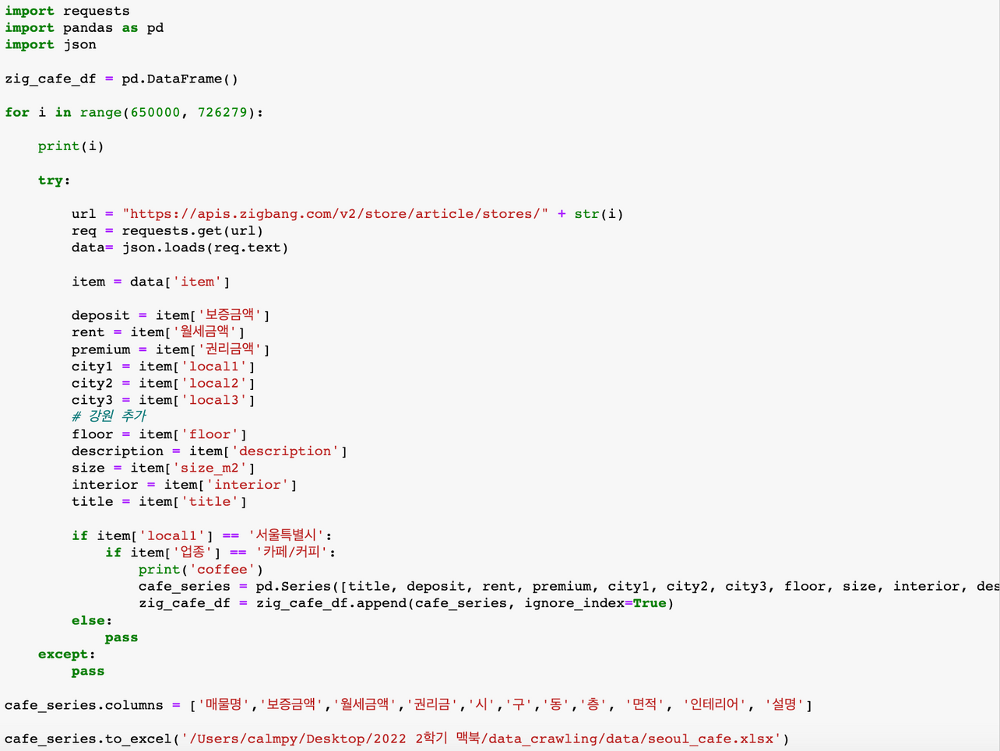 import requests
import pandas as pd
import json
zig_cafe_df = pd.DataFrame()
for i in range(650000, 726279):
    print(i)
    try:
        url = "https://apis.zigbang.com/v2/store/article/stores/" + str(i)
        req = requests.get(url)
        data= json.loads(req.text)
        item = data['item']
        deposit = item['보증금액']
        rent = item['월세금액']
        premium = item['권리금액']
        city1 = item['local1']
        city2 = item['local2']
        city3 = item['local3']
        # 강원 추가
        floor = item['floor']
        description = item['description']
        size = item['size_m2']
        interior = item['interior']
        title = item['title']
        if item['local1'] == '서울특별시':
            if item['업종'] == '카페/커피':
                print('coffee')
                cafe_series = pd.Series([title, deposit, rent, premium, city1, city2, city3, floor, size, interior, des
                zig_cafe_df = zig_cafe_df.append(cafe_series, ignore_index=True)
        else:
            pass
    except:
        pass
cafe_series.columns = ['매물명','보증금액','월세금액','권리금','시','구','동','층', '면적', '인테리어', '설명']
cafe_series.to_excel('/Users/calmpy/Desktop/2022 2학기 맥북/data_crawling/data/seoul_cafe.xlsx')